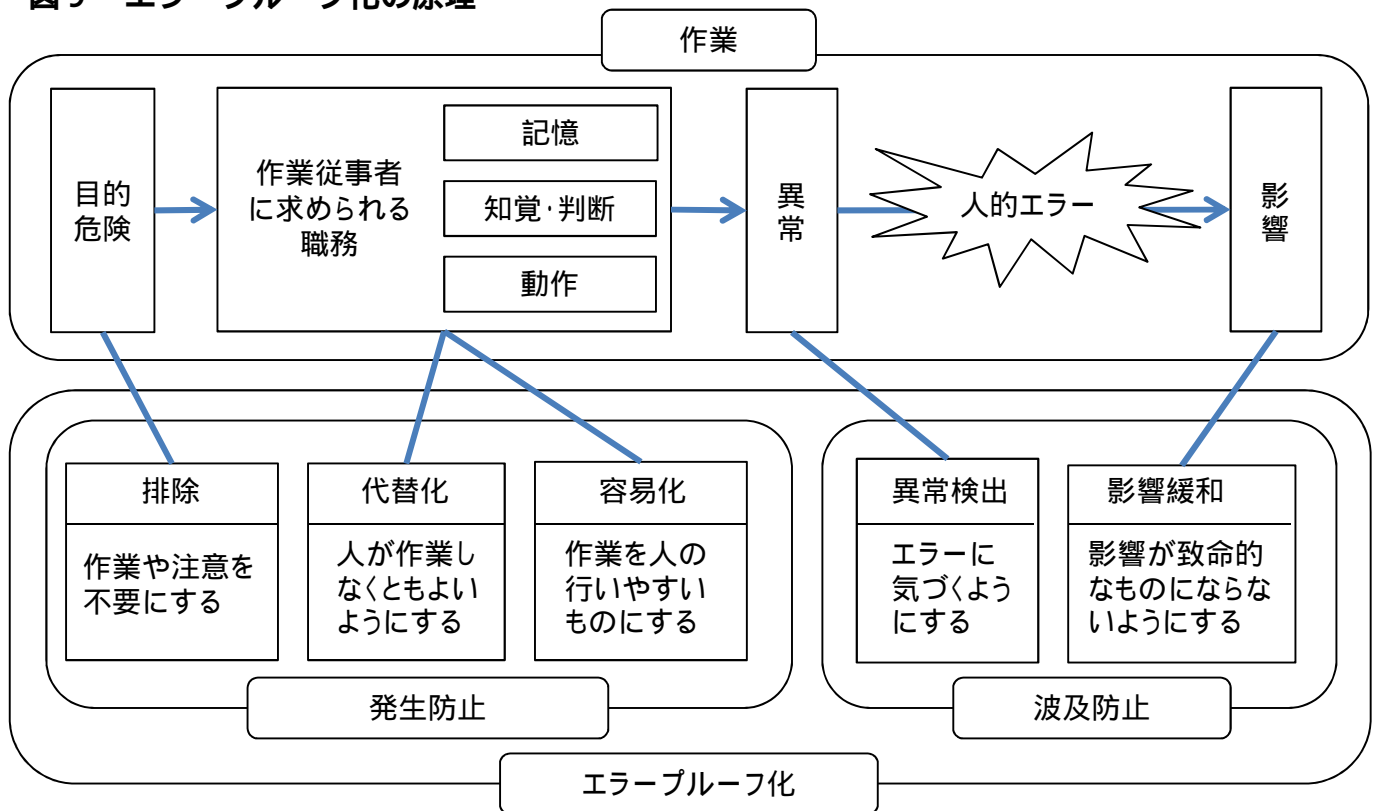 作業
目的
危険
作業従事者
に求められる
職務
記憶
知覚・判断
動作
異
常
人的エラー
影
響
排除
作業や注意を
不要にする
代替化
人が作業し
なくともよい
ようにする
容易化
作業を人の
行いやすい
ものにする
異常検出
エラーに
気づくよう
にする
影響緩和
影響が致命的
なものにならな
いようにする
発生防止
波及防止
エラープルーフ化